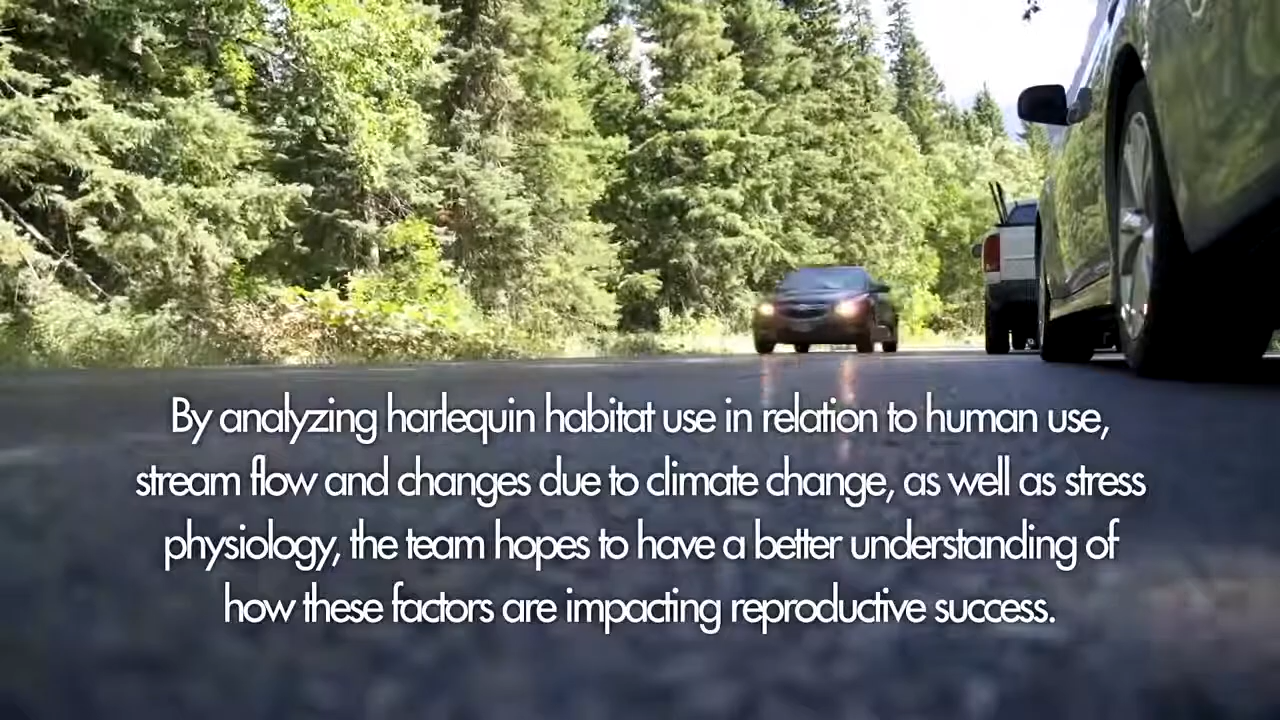 By analyzing harlequin habitat use in relation to human use,
stream flow and changes due to climate change, as well as stress
physiology, the team hopes to have a better understanding of
how these factors are impacting reproductive success.